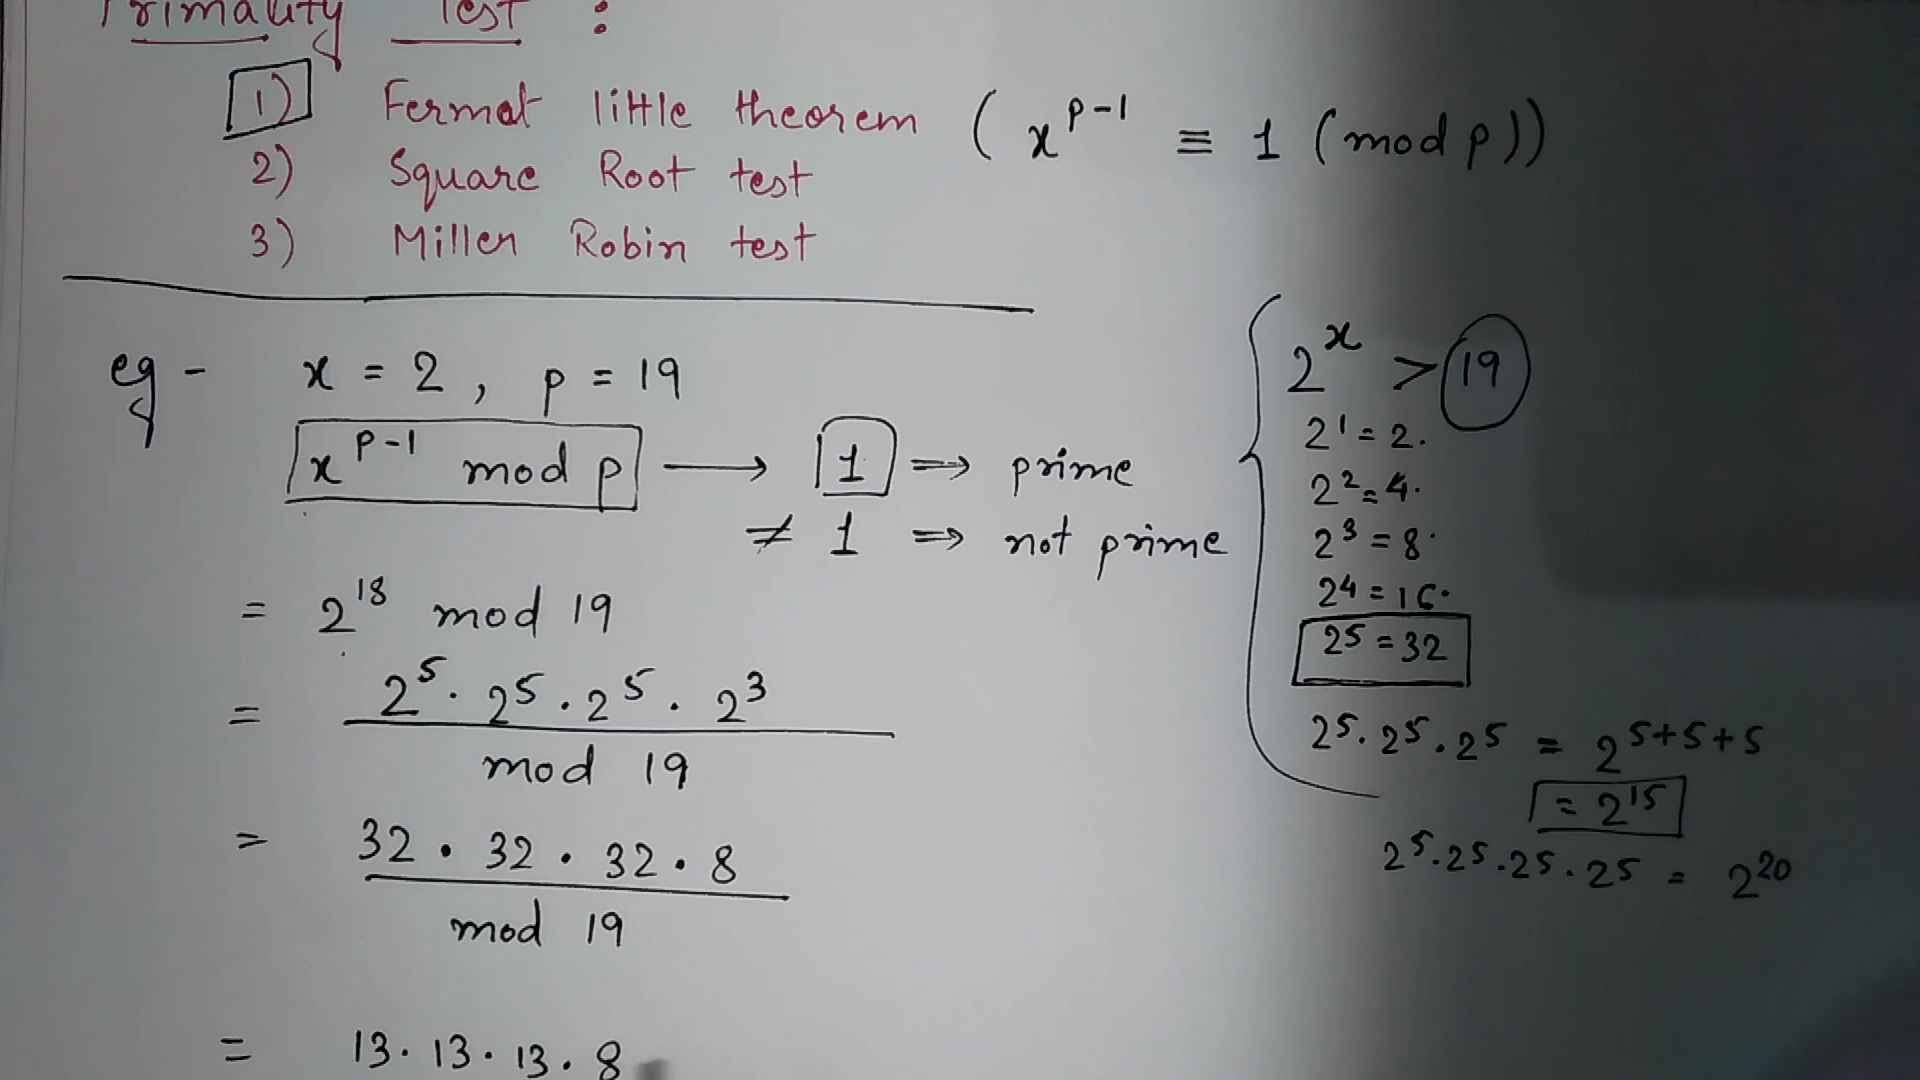 Primality Test :
1) Fermat little theorem ( x^{p-1} ≡ 1 (mod p))
2) Square Root test
3) Miller Robin test
eg - x = 2 , p = 19
x^{p-1} mod p → 1 ⇒ prime
≠ 1 ⇒ not prime
= 2^{18} mod 19
= 2^5 . 2^5 . 2^5 . 2^3
mod 19
= 32 . 32 . 32 . 8
mod 19
= 13 . 13 . 13 . 8
2^x > 19
2^1 = 2.
2^2 = 4.
2^3 = 8.
2^4 = 16.
2^5 = 32
2^5 . 2^5 . 2^5 = 2^{5+5+5}
= 2^{15}
2^5 . 2^5 . 2^5 . 2^5 = 2^{20}